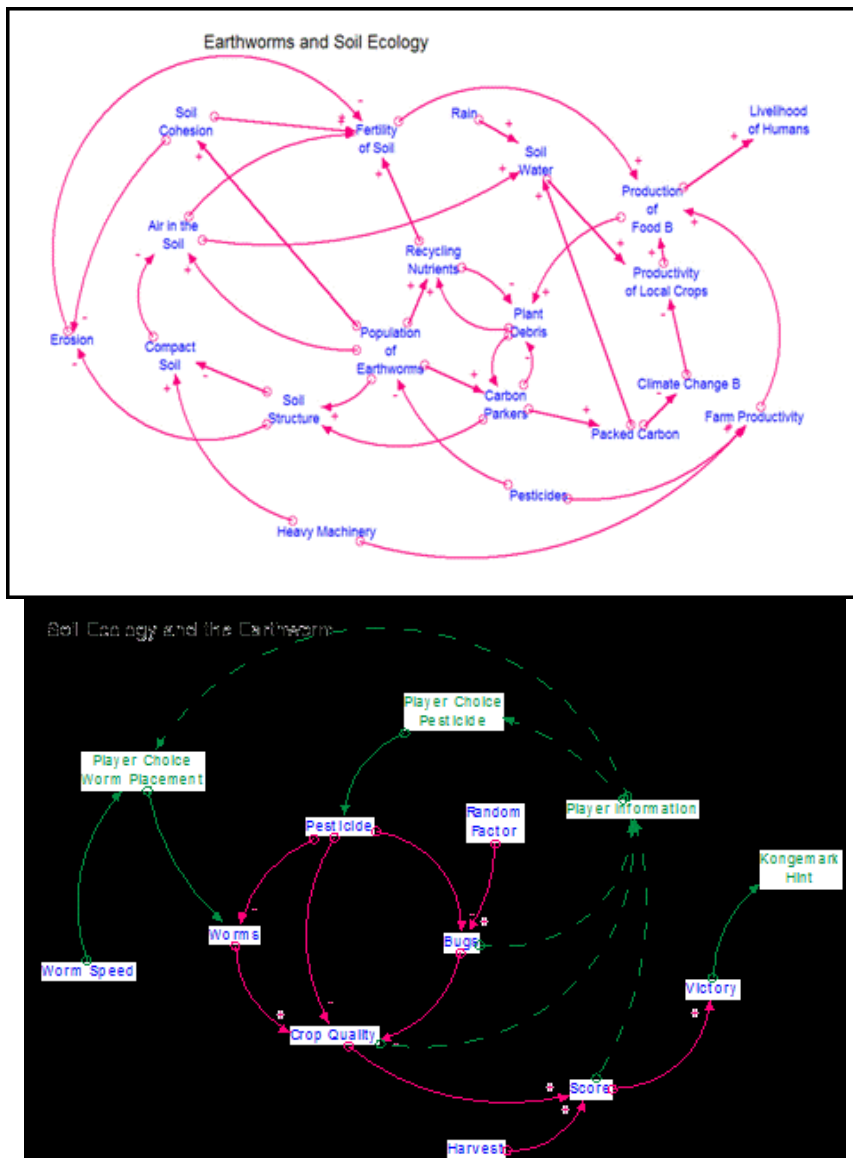 Earthworms and Soil Ecology
Soil
Cohesion
Fertility
of Soil
Rain
Soil
Water
Livelihood
of Humans
Production
of
Food B
Air in the
Soil
Recycling
Nutrients
Productivity
of Local Crops
Erosion
Compact
Soil
Population
of
Earthworms
Plant
Debris
Soil
Structure
Carbon
Parkers
Climate Change B
Packed Carbon
Farm Productivity
Pesticides
Heavy Machinery
Soil Ecology and the Earthworm
Player Choice
Pesticide
Player Choice
Worm Placement
Player Information
Pesticide
Random
Factor
Kongemark
Hint
Worms
Bugs
Worm Speed
Victory
Crop Quality
Score
Harvest